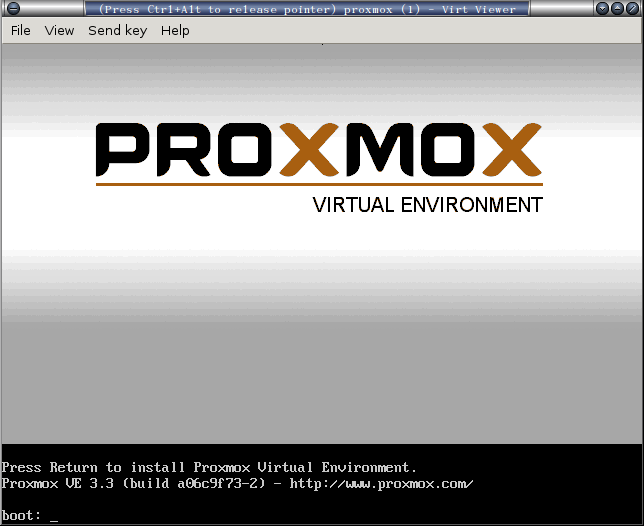 (Press Ctrl+Alt to release pointer) proxmox (1) - Virt Viewer
File View Send key Help
PROXMOX
VIRTUAL ENVIRONMENT
Press Return to install Proxmox Virtual Environment.
Proxmox VE 3.3 (build a06c9f73-2) - http://www.proxmox.com/
boot: _